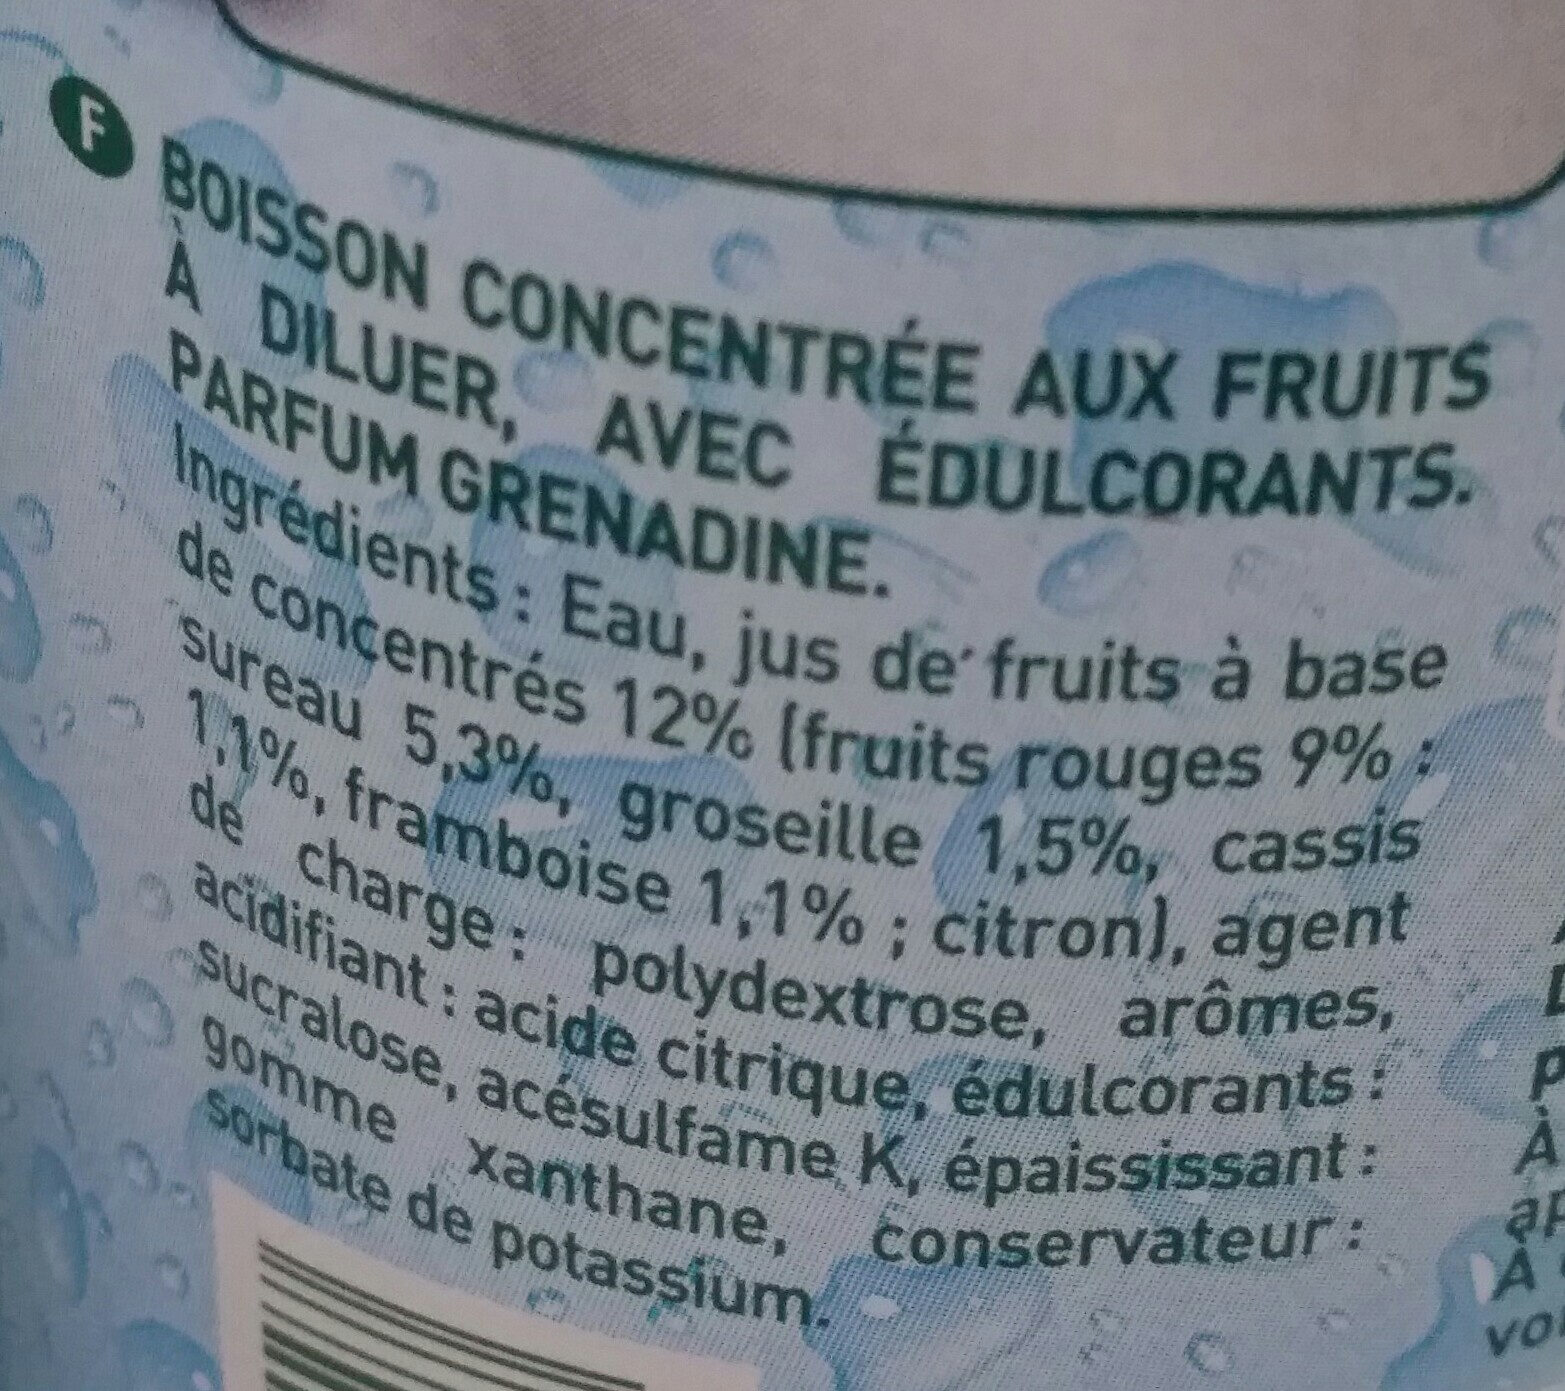 F
BOISSON CONCENTRÉE AUX FRUITS
À DILUER, AVEC ÉDULCORANTS.
PARFUM GRENADINE.
Ingrédients : Eau, jus de fruits à base
de concentrés 12% (fruits rouges 9% :
sureau 5,3%, groseille 1,5%, cassis
1,1%, framboise 1,1% ; citron), agent
de charge : polydextrose, arômes,
acidifiant : acide citrique, édulcorants :
sucralose, acésulfame K, épaississant :
gomme xanthane, conservateur :
sorbate de potassium.